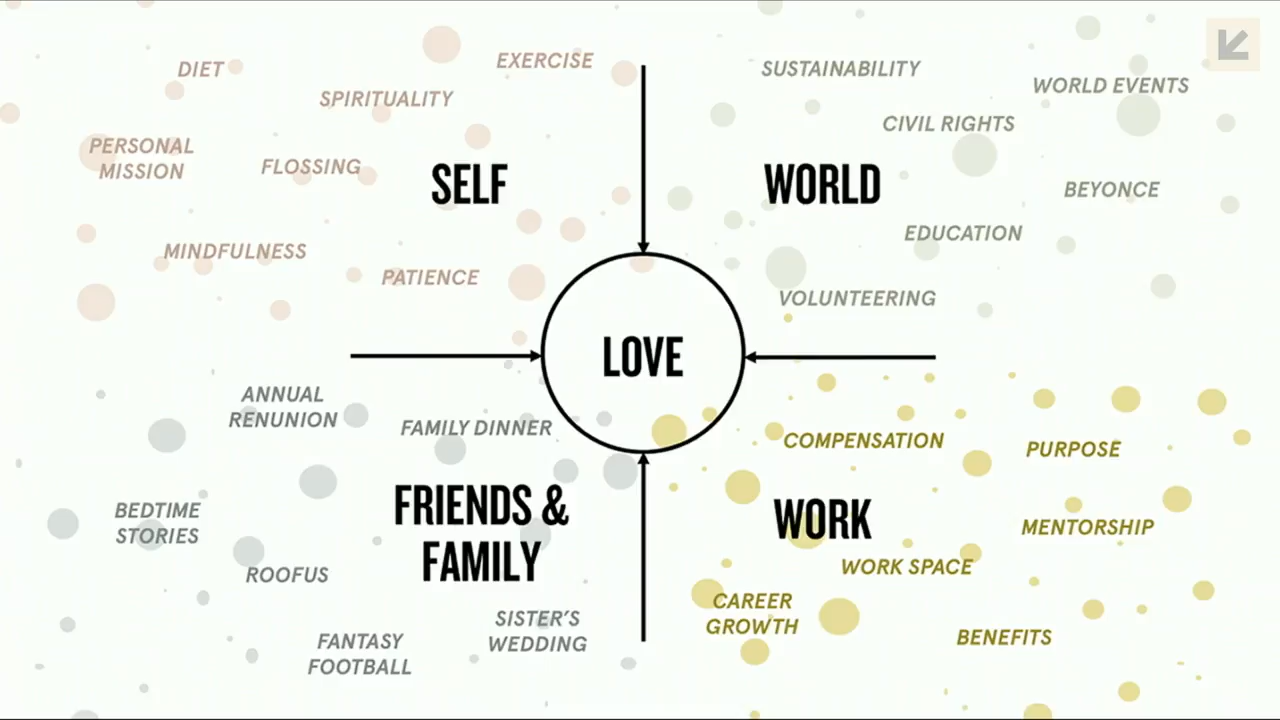 DIET
EXERCISE
SPIRITUALITY
PERSONAL
MISSION
FLOSSING
SELF
MINDFULNESS
PATIENCE
SUSTAINABILITY
WORLD EVENTS
CIVIL RIGHTS
WORLD
BEYONCE
EDUCATION
VOLUNTEERING
LOVE
ANNUAL
RENUNION
FAMILY DINNER
FRIENDS &
FAMILY
BEDTIME
STORIES
ROOFUS
SISTER'S
WEDDING
FANTASY
FOOTBALL
COMPENSATION
PURPOSE
WORK
MENTORSHIP
WORK SPACE
CAREER
GROWTH
BENEFITS